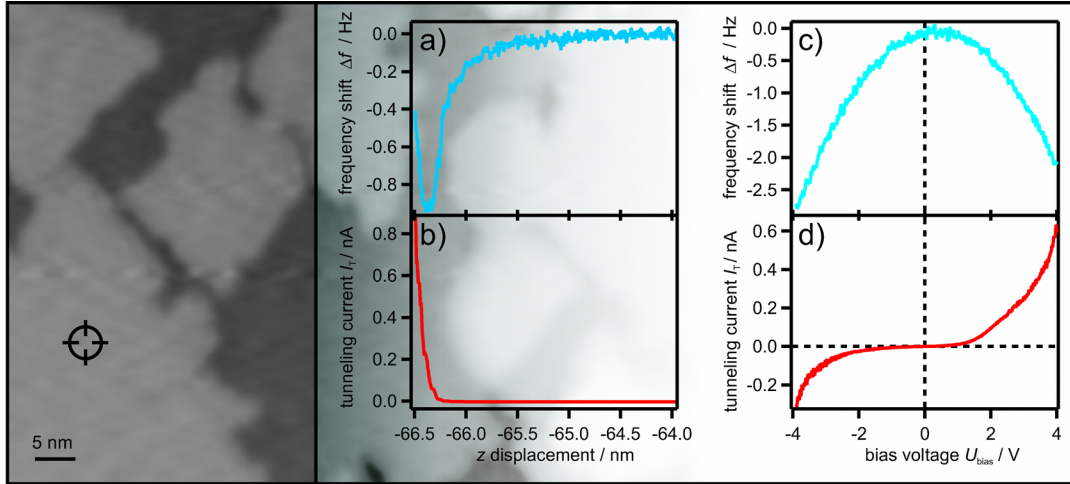 5 nm
a)
frequency shift Δf / Hz
0.0
-0.2
-0.4
-0.6
-0.8
b)
tunneling current I_T / nA
0.8
0.6
0.4
0.2
0.0
-66.5 -66.0 -65.5 -65.0 -64.5 -64.0
z displacement / nm
c)
frequency shift Δf / Hz
0.0
-0.5
-1.0
-1.5
-2.0
-2.5
d)
tunneling current I_T / nA
0.6
0.4
0.2
0.0
-0.2
-4 -2 0 2 4
bias voltage U_bias / V